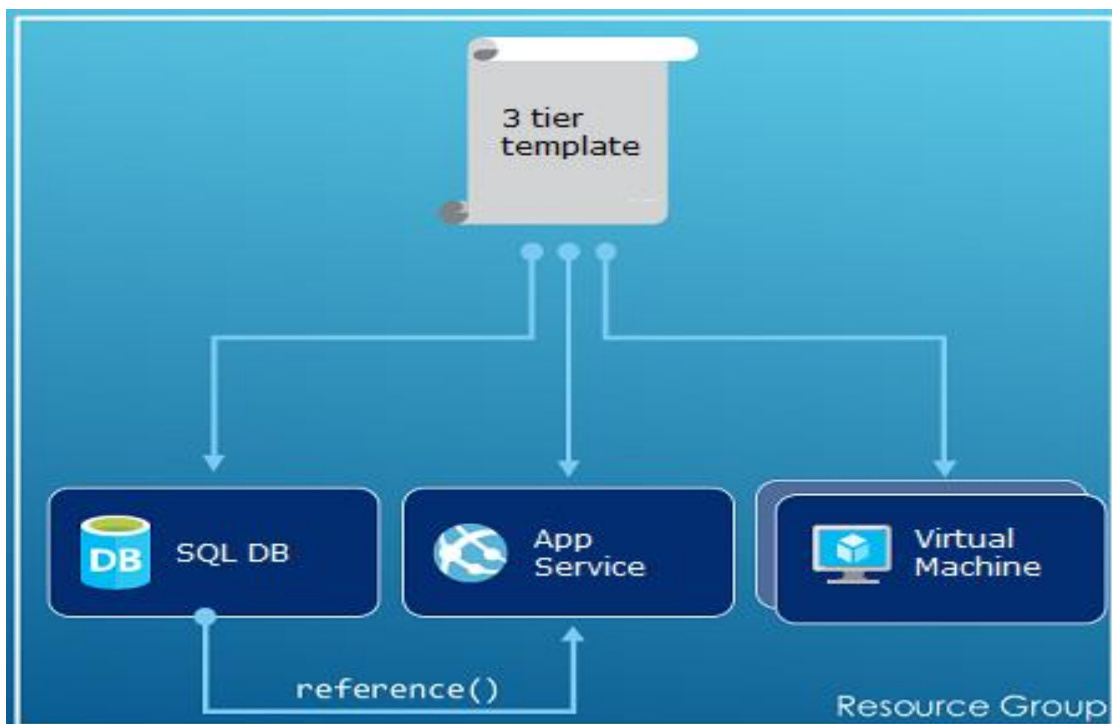 3 tier
template
DB
SQL DB
App
Service
Virtual
Machine
reference()
Resource Group